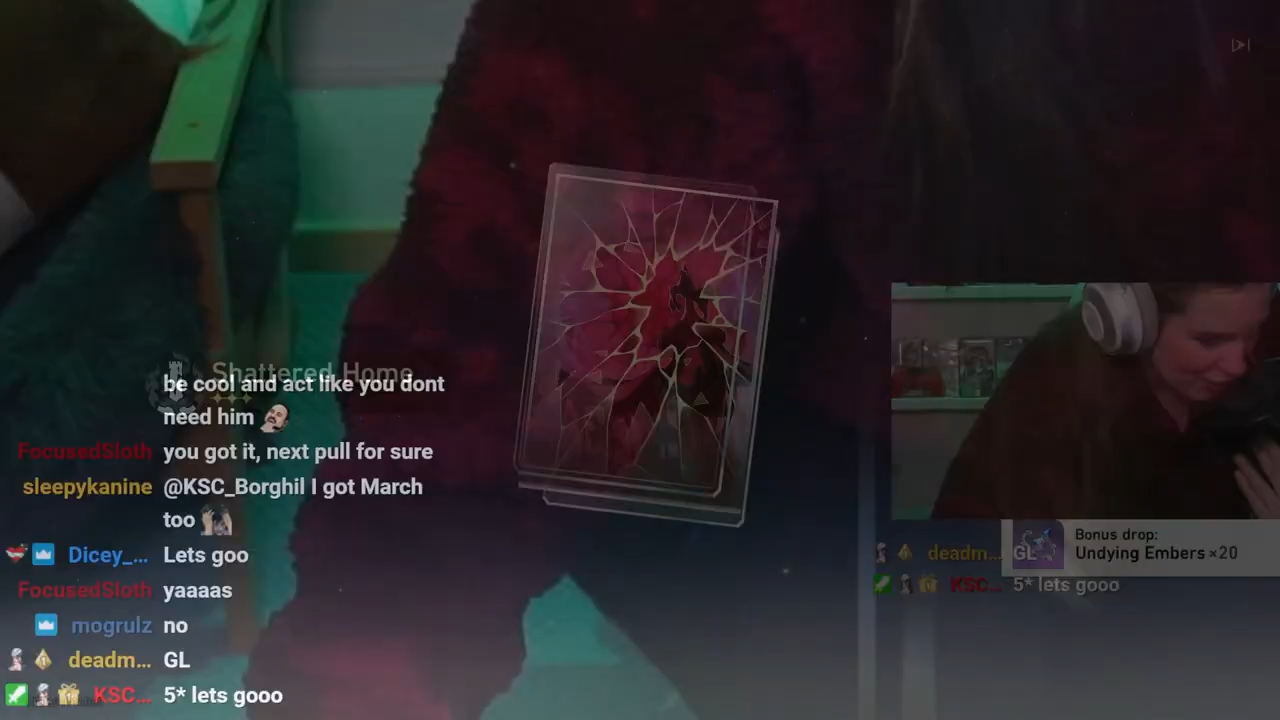 Shattered Home
be cool and act like you dont
need him
FocusedSloth you got it, next pull for sure
sleepykanine @KSC_Borghil I got March
too
Dicey_... Lets goo
FocusedSloth yaaaas
mogrulz no
deadm... GL
KSC... 5* lets gooo
Bonus drop:
Undying Embers ×20
deadm... GL
KSC... 5* lets gooo